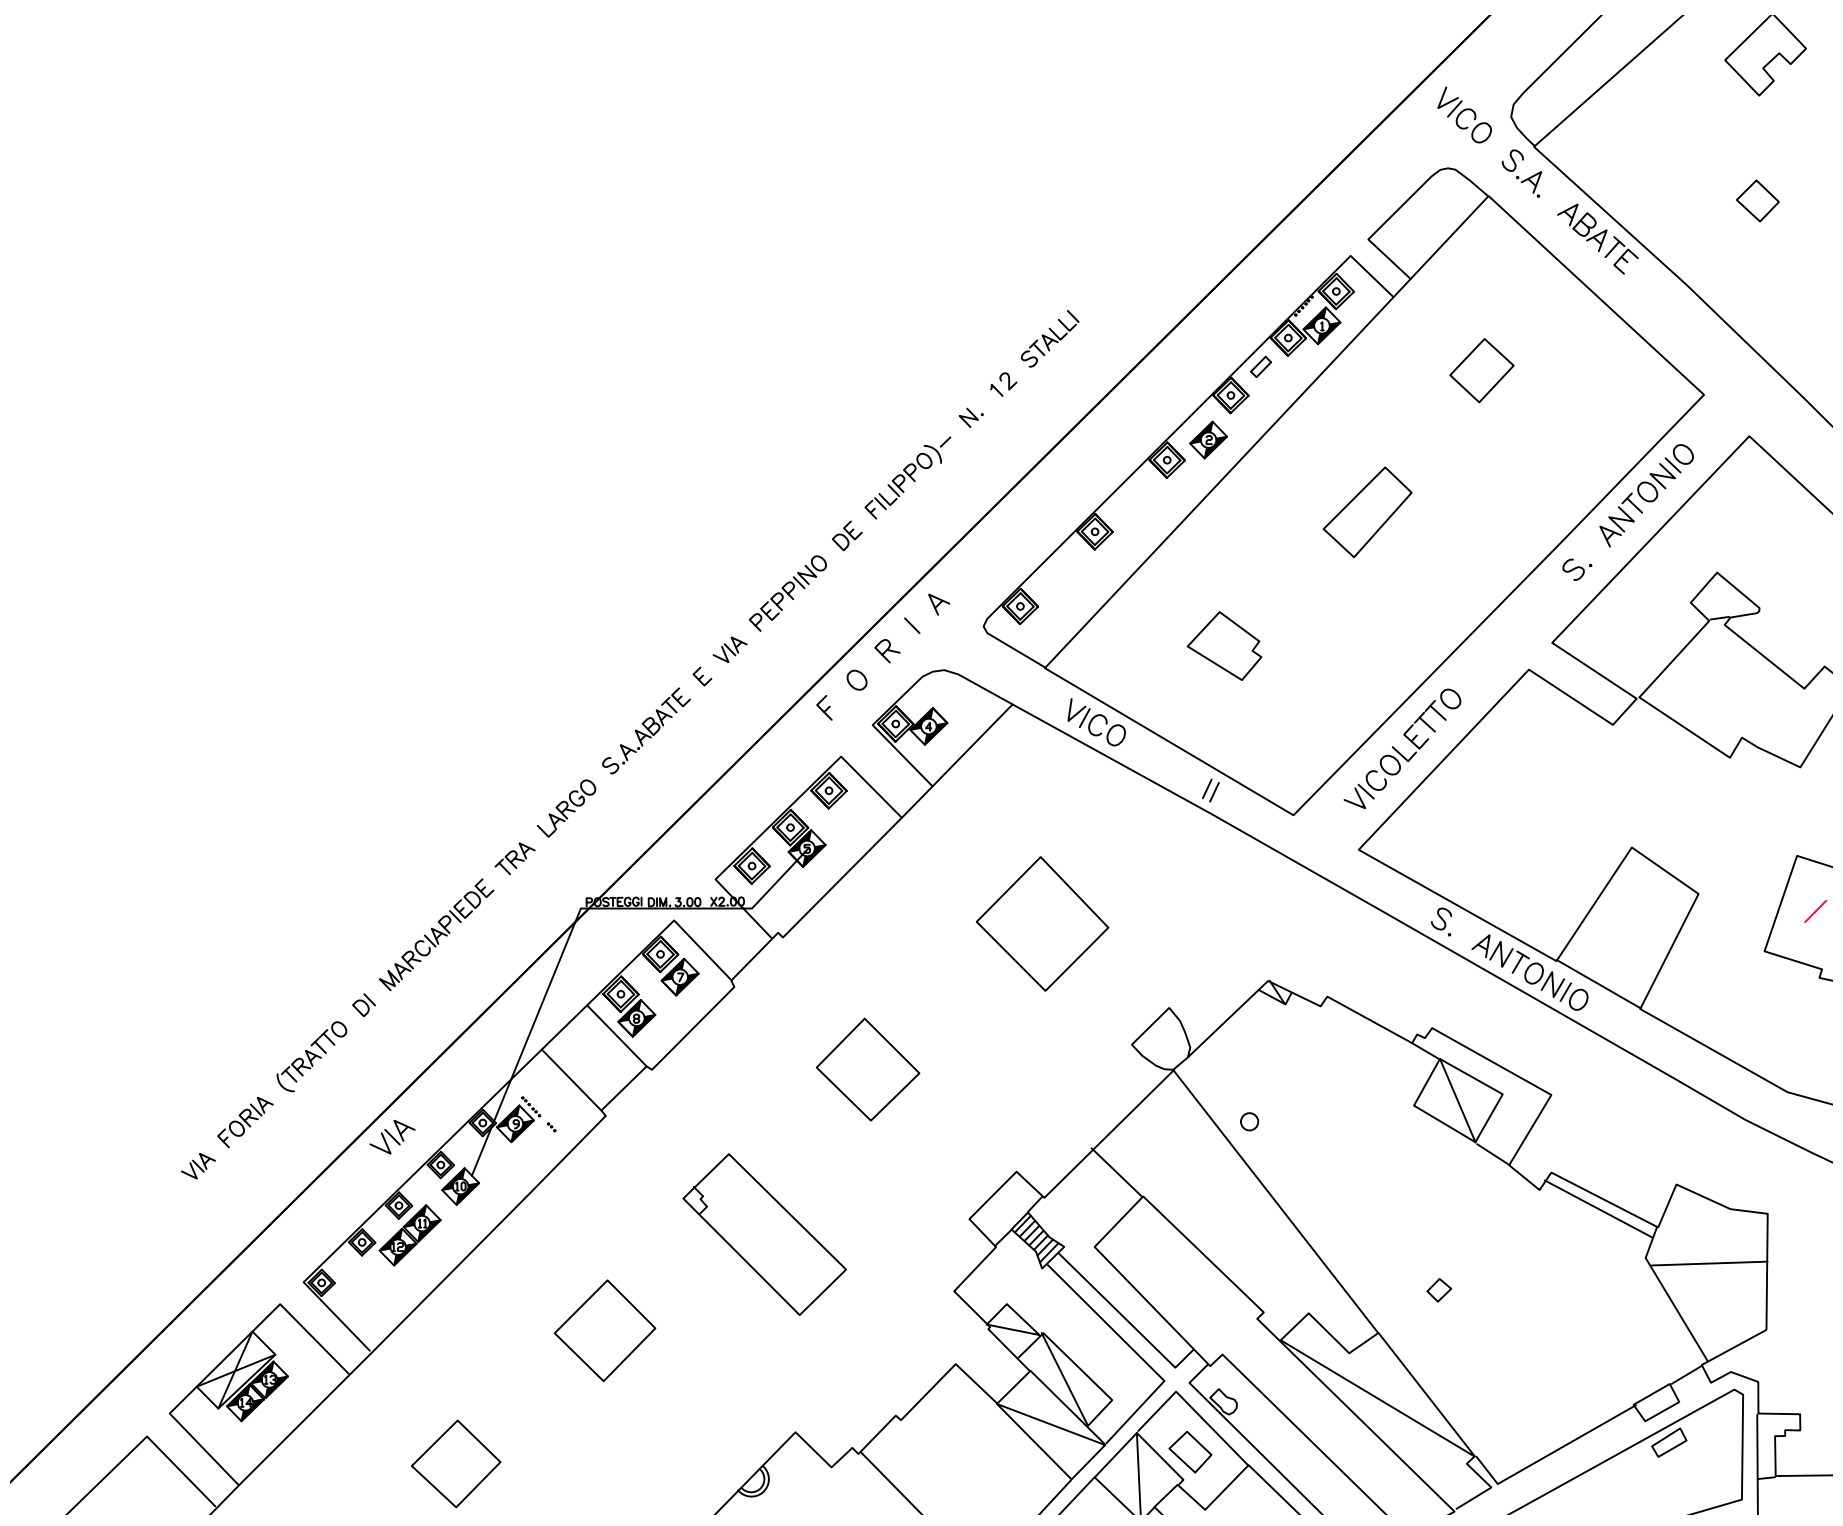 VICO S.A. ABATE
VIA FORIA (TRATTO DI MARCIAPIEDE TRA LARGO S.A.ABATE E VIA PEPPINO DE FILIPPO)– N. 12 STALLI
1
2
S. ANTONIO
VICOLETTO
VIA
FORIA
VICO II S. ANTONIO
4
5
POSTEGGI DIM. 3.00 X2.00
7
8
9
10
11
12
13
14